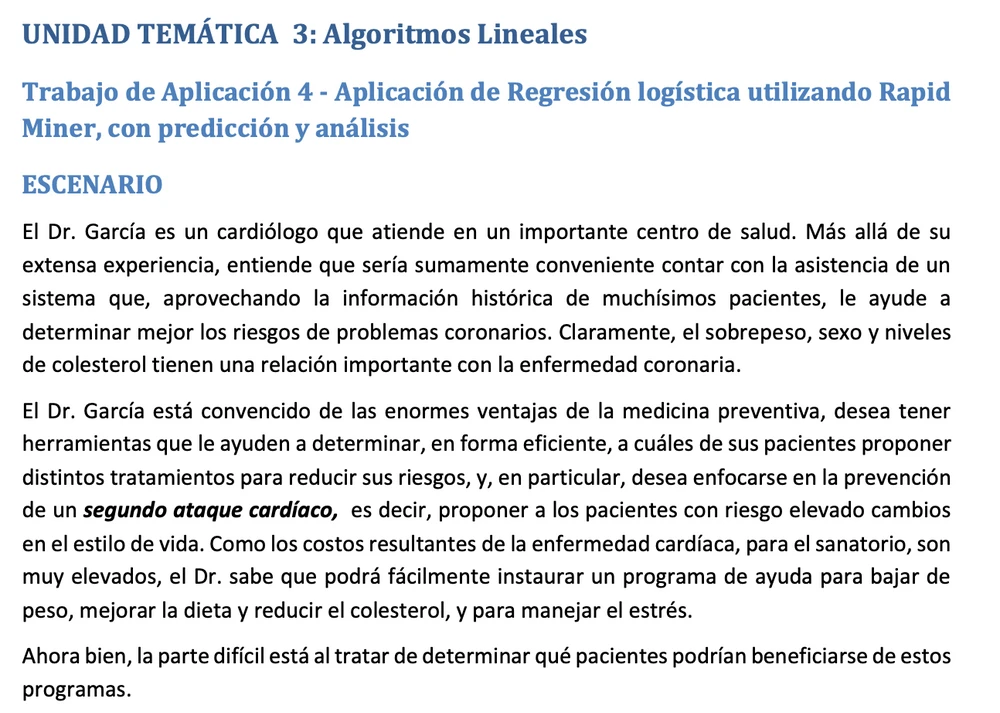 UNIDAD TEMÁTICA  3: Algoritmos Lineales
Trabajo de Aplicación 4 - Aplicación de Regresión logística utilizando Rapid
Miner, con predicción y análisis
ESCENARIO
El Dr. García es un cardiólogo que atiende en un importante centro de salud. Más allá de su
extensa experiencia, entiende que sería sumamente conveniente contar con la asistencia de un
sistema que, aprovechando la información histórica de muchísimos pacientes, le ayude a
determinar mejor los riesgos de problemas coronarios. Claramente, el sobrepeso, sexo y niveles
de colesterol tienen una relación importante con la enfermedad coronaria.
El Dr. García está convencido de las enormes ventajas de la medicina preventiva, desea tener
herramientas que le ayuden a determinar, en forma eficiente, a cuáles de sus pacientes proponer
distintos tratamientos para reducir sus riesgos, y, en particular, desea enfocarse en la prevención
de un segundo ataque cardíaco,  es decir, proponer a los pacientes con riesgo elevado cambios
en el estilo de vida. Como los costos resultantes de la enfermedad cardíaca, para el sanatorio, son
muy elevados, el Dr. sabe que podrá fácilmente instaurar un programa de ayuda para bajar de
peso, mejorar la dieta y reducir el colesterol, y para manejar el estrés.
Ahora bien, la parte difícil está al tratar de determinar qué pacientes podrían beneficiarse de estos
programas.